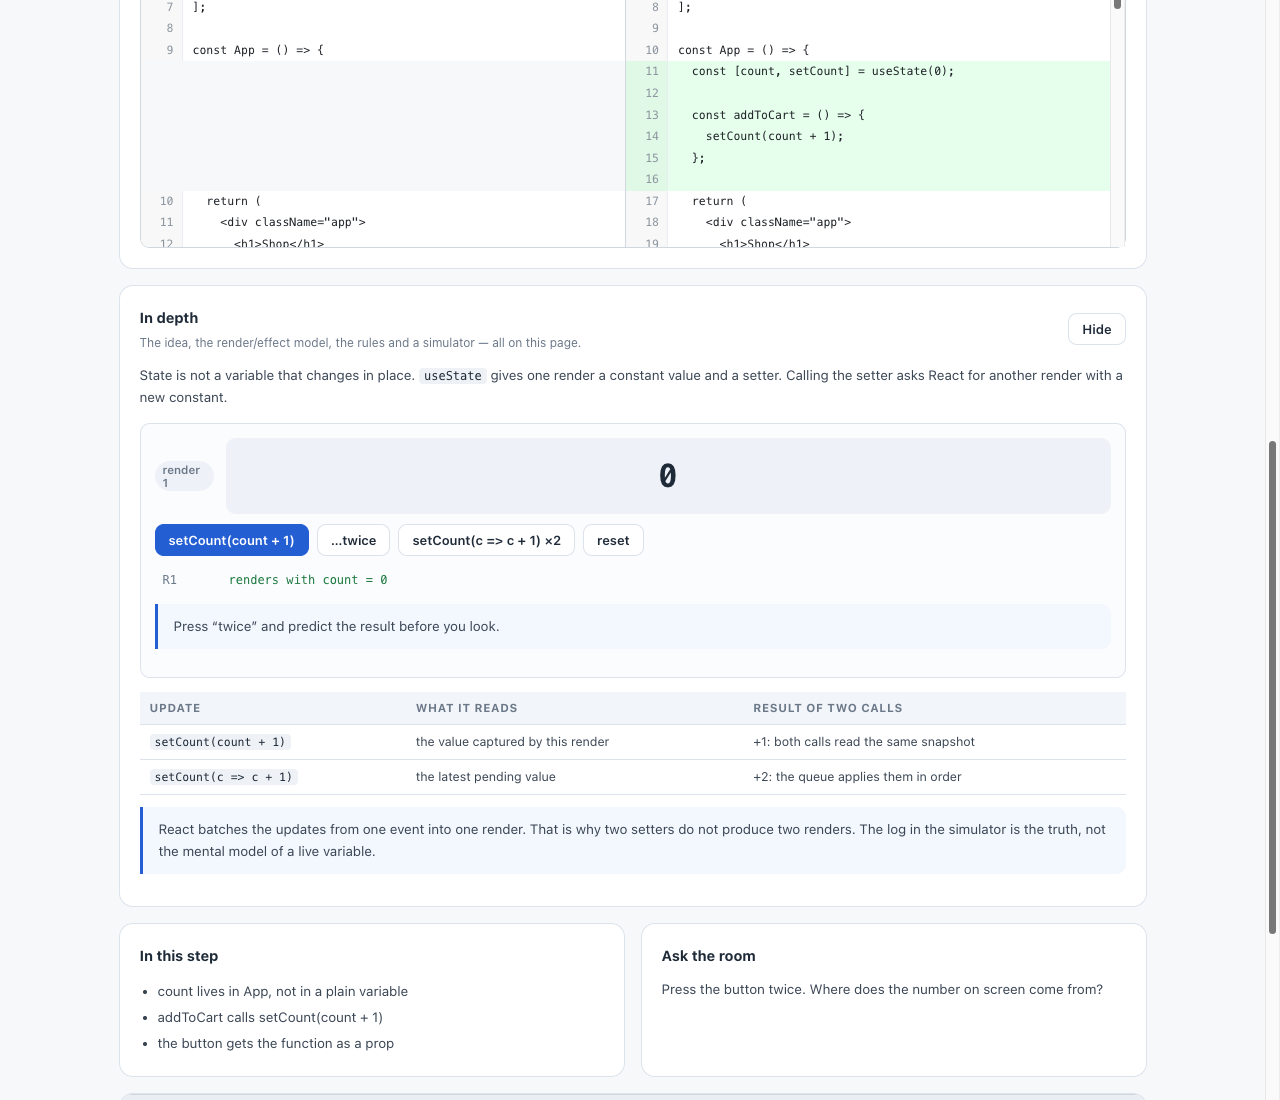 7 ];
8
9 const App = () => {
10 return (
11 <div className="app">
12 <h1>Shop</h1>
8 ];
9
10 const App = () => {
11 const [count, setCount] = useState(0);
12
13 const addToCart = () => {
14 setCount(count + 1);
15 };
16
17 return (
18 <div className="app">
19 <h1>Shop</h1>
In depth
Hide
The idea, the render/effect model, the rules and a simulator — all on this page.
State is not a variable that changes in place. useState gives one render a constant value and a setter. Calling the setter asks React for another render with a
new constant.
render
1
0
setCount(count + 1)
...twice
setCount(c => c + 1) ×2
reset
R1 renders with count = 0
Press “twice” and predict the result before you look.
UPDATE WHAT IT READS RESULT OF TWO CALLS
setCount(count + 1) the value captured by this render +1: both calls read the same snapshot
setCount(c => c + 1) the latest pending value +2: the queue applies them in order
React batches the updates from one event into one render. That is why two setters do not produce two renders. The log in the simulator is the truth, not
the mental model of a live variable.
In this step
• count lives in App, not in a plain variable
• addToCart calls setCount(count + 1)
• the button gets the function as a prop
Ask the room
Press the button twice. Where does the number on screen come from?